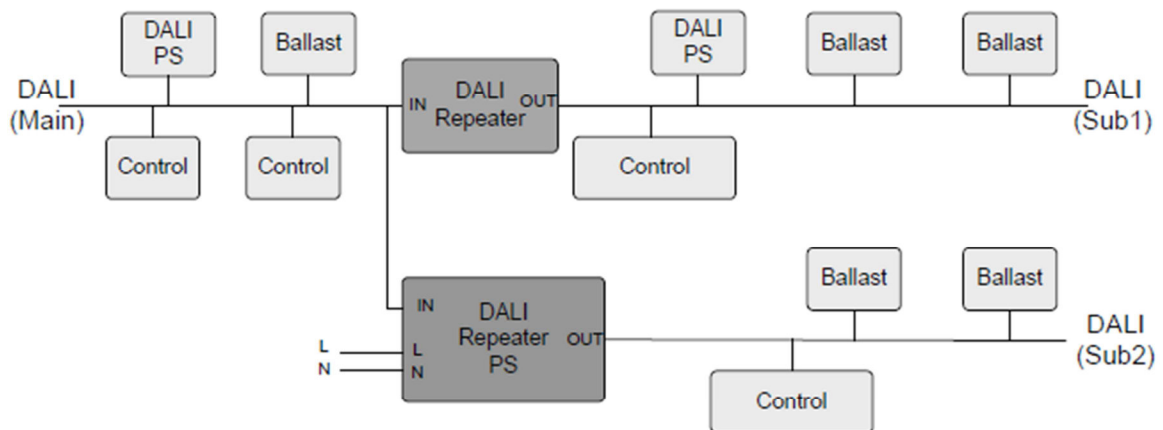 DALI
PS
Ballast
DALI
PS
Ballast
Ballast
DALI
(Main)
IN
DALI
Repeater
OUT
DALI
(Sub1)
Control
Control
Control
IN
DALI
Repeater
PS
OUT
L
N
L
N
Ballast
Ballast
DALI
(Sub2)
Control